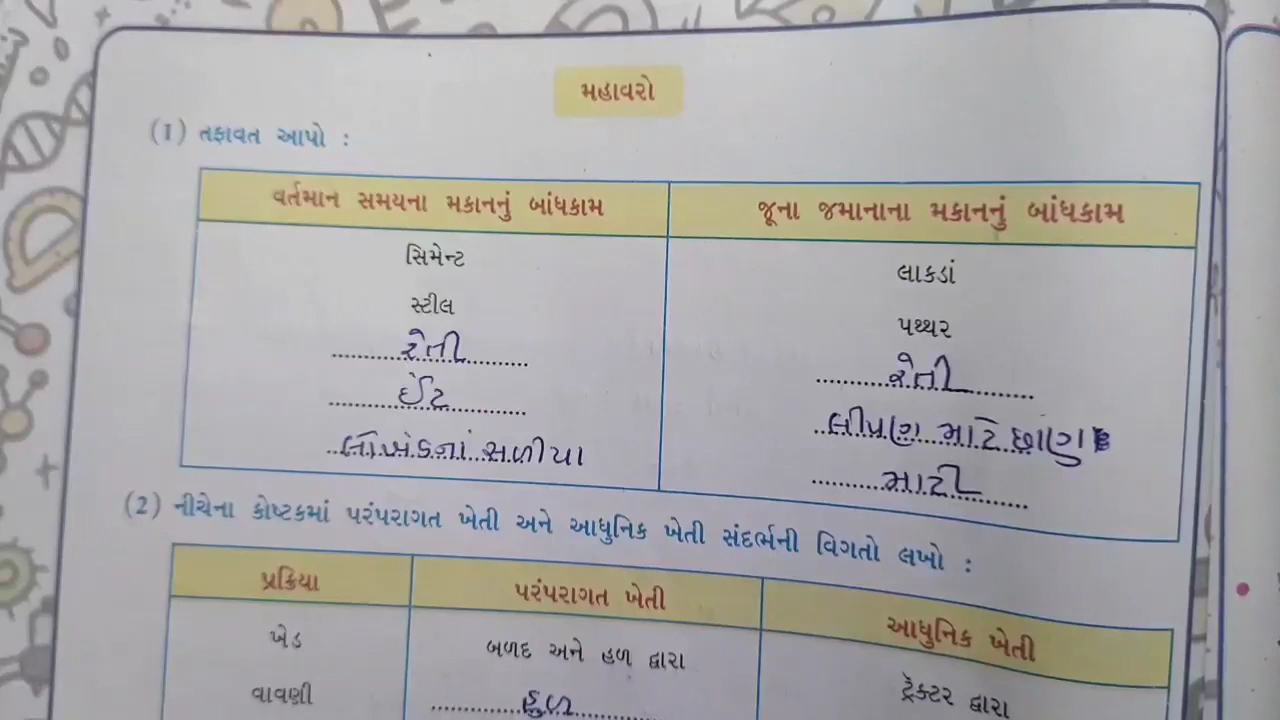 મહાવરો
(1) તફાવત આપો :
વર્તમાન સમયના મકાનનું બાંધકામ
જૂના જમાનાના મકાનનું બાંધકામ
સિમેન્ટ
લાકડાં
સ્ટીલ
પથ્થર
રેતી
રેતી
ઈંટ
લીપણ માટે છાણ
લોખંડનાં સળીયા
માટી
(2) નીચેના કોષ્ટકમાં પરંપરાગત ખેતી અને આધુનિક ખેતી સંદર્ભની વિગતો લખો :
પ્રક્રિયા
પરંપરાગત ખેતી
આધુનિક ખેતી
ખેડ
બળદ અને હળ દ્વારા
ટ્રૅક્ટર દ્વારા
વાવણી
હળ